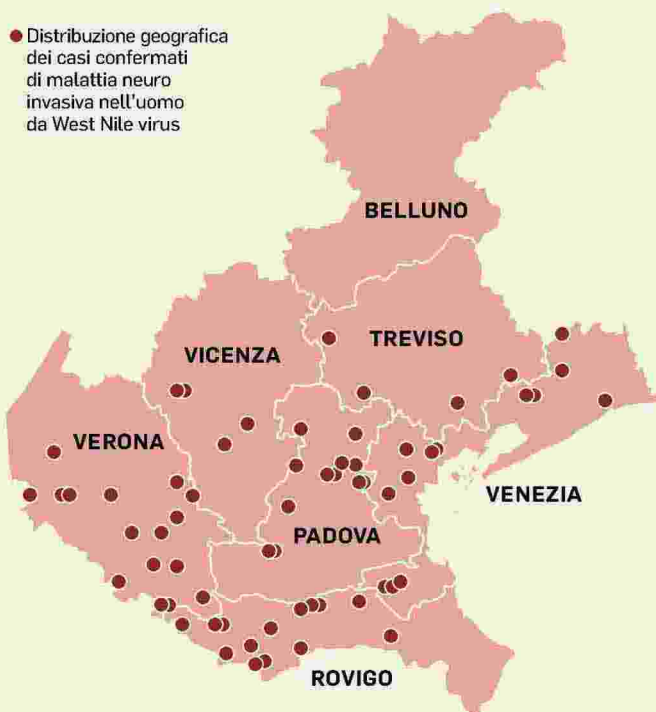 Distribuzione geografica
dei casi confermati
di malattia neuro
invasiva nell'uomo
da West Nile virus
BELLUNO
TREVISO
VICENZA
VERONA
VENEZIA
PADOVA
ROVIGO